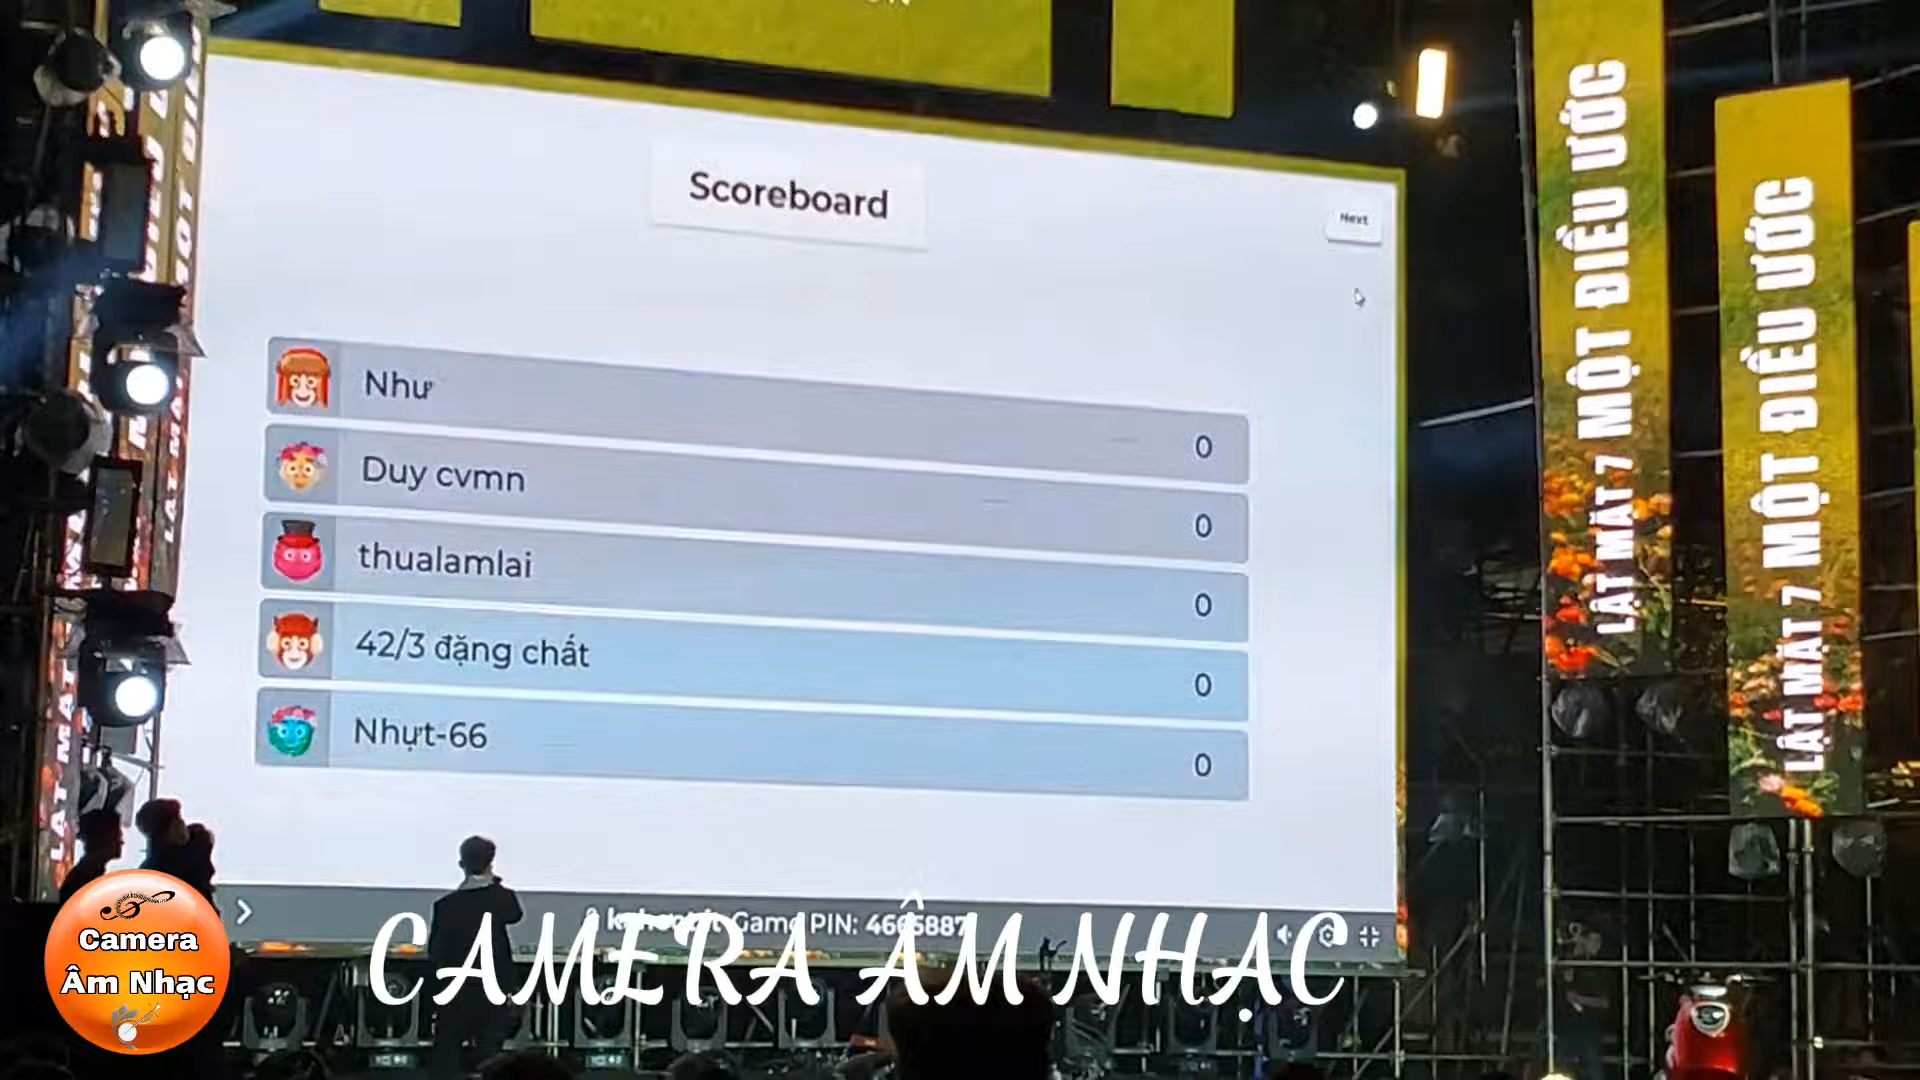 Scoreboard
Next
Như
0
Duy cvmn
0
thualamlai
0
42/3 đặng chất
0
Nhựt-66
0
Game PIN:
CAMERA ÂM NHẠC
Camera
Âm Nhạc
LẬT MẶT 7 MỘT ĐIỀU ƯỚC
LẬT MẶT 7 MỘT ĐIỀU ƯỚC